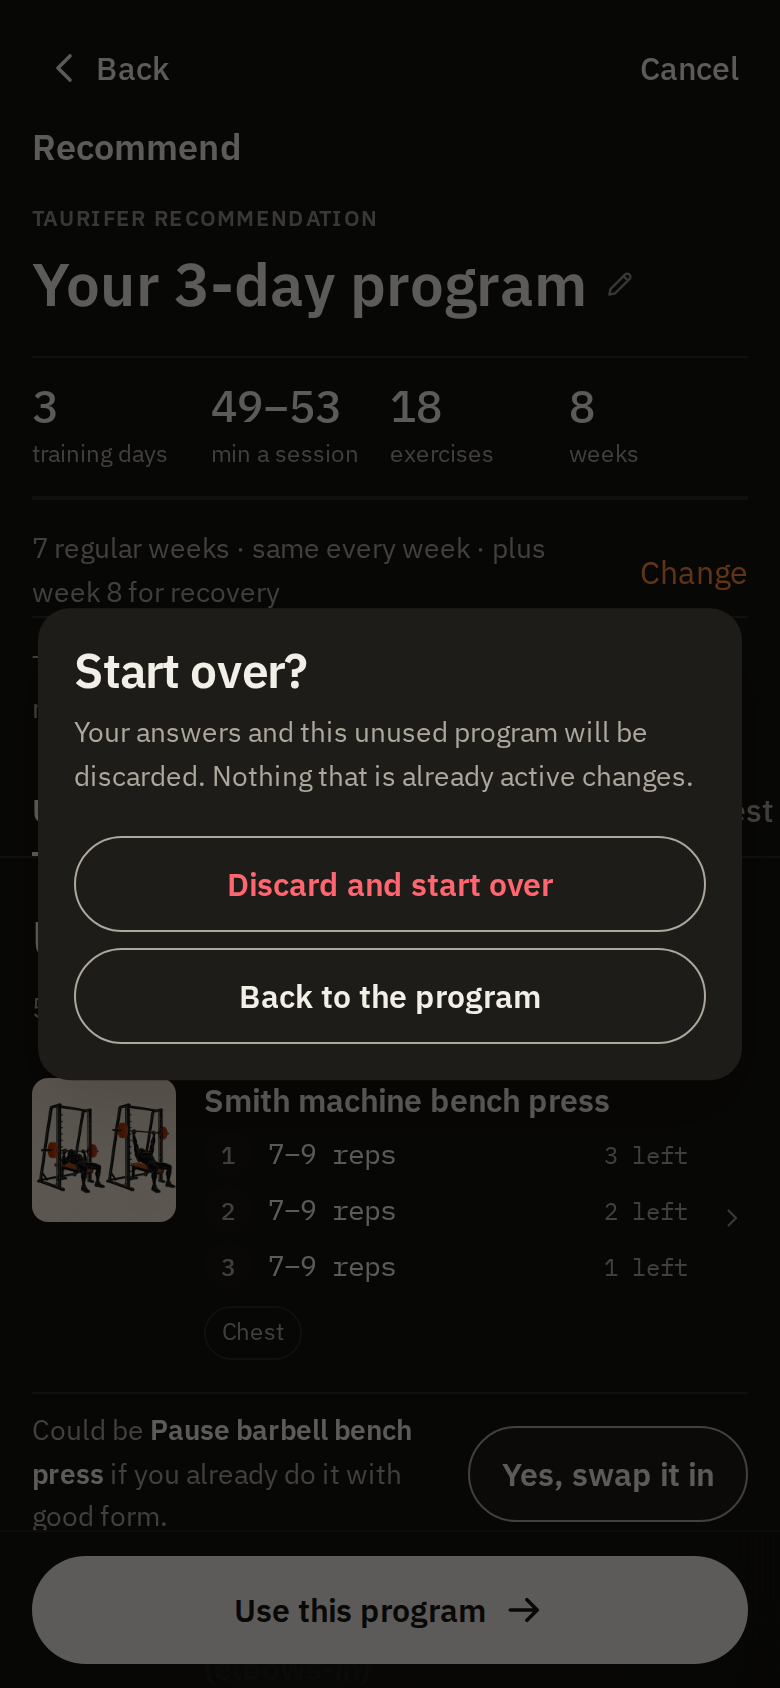 Back
Cancel
Recommend
TAURIFER RECOMMENDATION
Your 3-day program
3
49–53
18
8
training days
min a session
exercises
weeks
7 regular weeks · same every week · plus
week 8 for recovery
Change
Start over?
Your answers and this unused program will be
discarded. Nothing that is already active changes.
Discard and start over
Back to the program
Smith machine bench press
1 7–9 reps 3 left
2 7–9 reps 2 left
3 7–9 reps 1 left
Chest
Could be Pause barbell bench
press if you already do it with
good form.
Yes, swap it in
Use this program